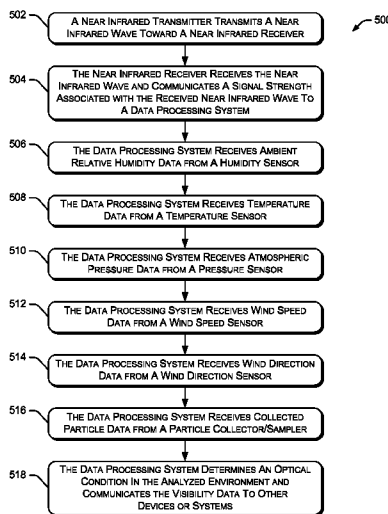 502
A NEAR INFRARED TRANSMITTER TRANSMITS A NEAR
INFRARED WAVE TOWARD A NEAR INFRARED RECEIVER
504
THE NEAR INFRARED RECEIVER RECEIVES THE NEAR
INFRARED WAVE AND COMMUNICATES A SIGNAL STRENGTH
ASSOCIATED WITH THE RECEIVED NEAR INFRARED WAVE TO
A DATA PROCESSING SYSTEM
506
THE DATA PROCESSING SYSTEM RECEIVES AMBIENT
RELATIVE HUMIDITY DATA FROM A HUMIDITY SENSOR
508
THE DATA PROCESSING SYSTEM RECEIVES TEMPERATURE
DATA FROM A TEMPERATURE SENSOR
510
THE DATA PROCESSING SYSTEM RECEIVES ATMOSPHERIC
PRESSURE DATA FROM A PRESSURE SENSOR
512
THE DATA PROCESSING SYSTEM RECEIVES WIND SPEED
DATA FROM A WIND SPEED SENSOR
514
THE DATA PROCESSING SYSTEM RECEIVES WIND DIRECTION
DATA FROM A WIND DIRECTION SENSOR
516
THE DATA PROCESSING SYSTEM RECEIVES COLLECTED
PARTICLE DATA FROM A PARTICLE COLLECTOR/SAMPLER
518
THE DATA PROCESSING SYSTEM DETERMINES AN OPTICAL
CONDITION IN THE ANALYZED ENVIRONMENT AND
COMMUNICATES THE VISIBILITY DATA TO OTHER
DEVICES OR SYSTEMS